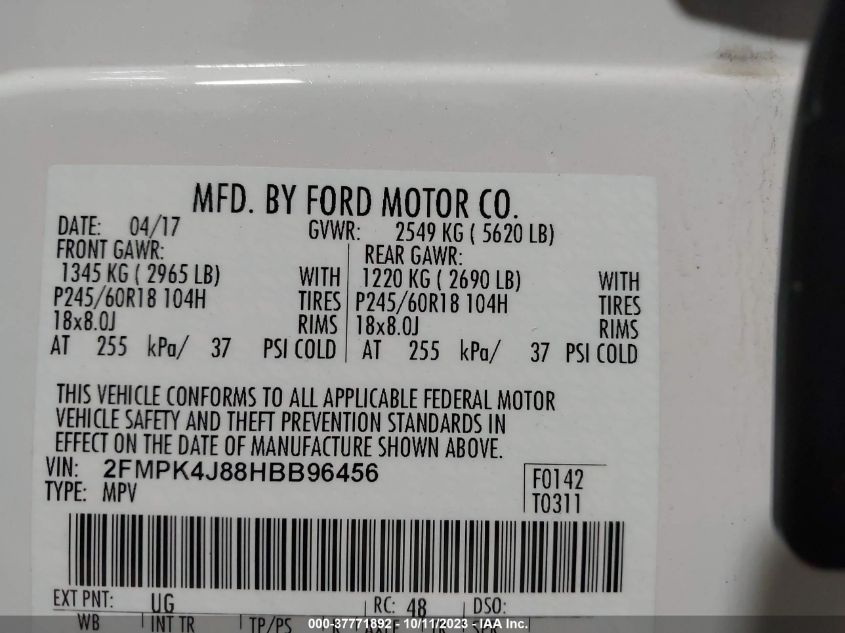 MFD. BY FORD MOTOR CO.
DATE: 04/17 GVWR: 2549 KG ( 5620 LB)
FRONT GAWR: REAR GAWR:
1345 KG ( 2965 LB) WITH 1220 KG ( 2690 LB) WITH
P245/60R18 104H TIRES P245/60R18 104H TIRES
18x8.0J RIMS 18x8.0J RIMS
AT 255 kPa/ 37 PSI COLD AT 255 kPa/ 37 PSI COLD
THIS VEHICLE CONFORMS TO ALL APPLICABLE FEDERAL MOTOR
VEHICLE SAFETY AND THEFT PREVENTION STANDARDS IN
EFFECT ON THE DATE OF MANUFACTURE SHOWN ABOVE.
VIN: 2FMPK4J88HBB96456 F0142
TYPE: MPV T0311
EXT PNT: UG RC: 48 DSO:
WB INT TR TP/PS
000-37771892 - 10/11/2023 - IAA Inc.